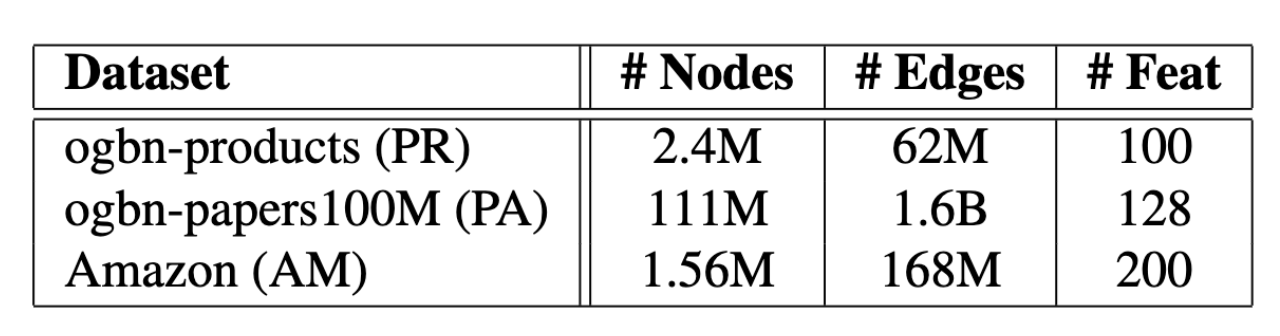 Dataset # Nodes # Edges # Feat
ogbn-products (PR) 2.4M 62M 100
ogbn-papers100M (PA) 111M 1.6B 128
Amazon (AM) 1.56M 168M 200